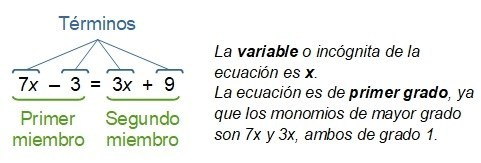 Términos
7x – 3 = 3x + 9
Primer miembro
Segundo miembro
La variable o incógnita de la
ecuación es x.
La ecuación es de primer grado, ya
que los monomios de mayor grado
son 7x y 3x, ambos de grado 1.